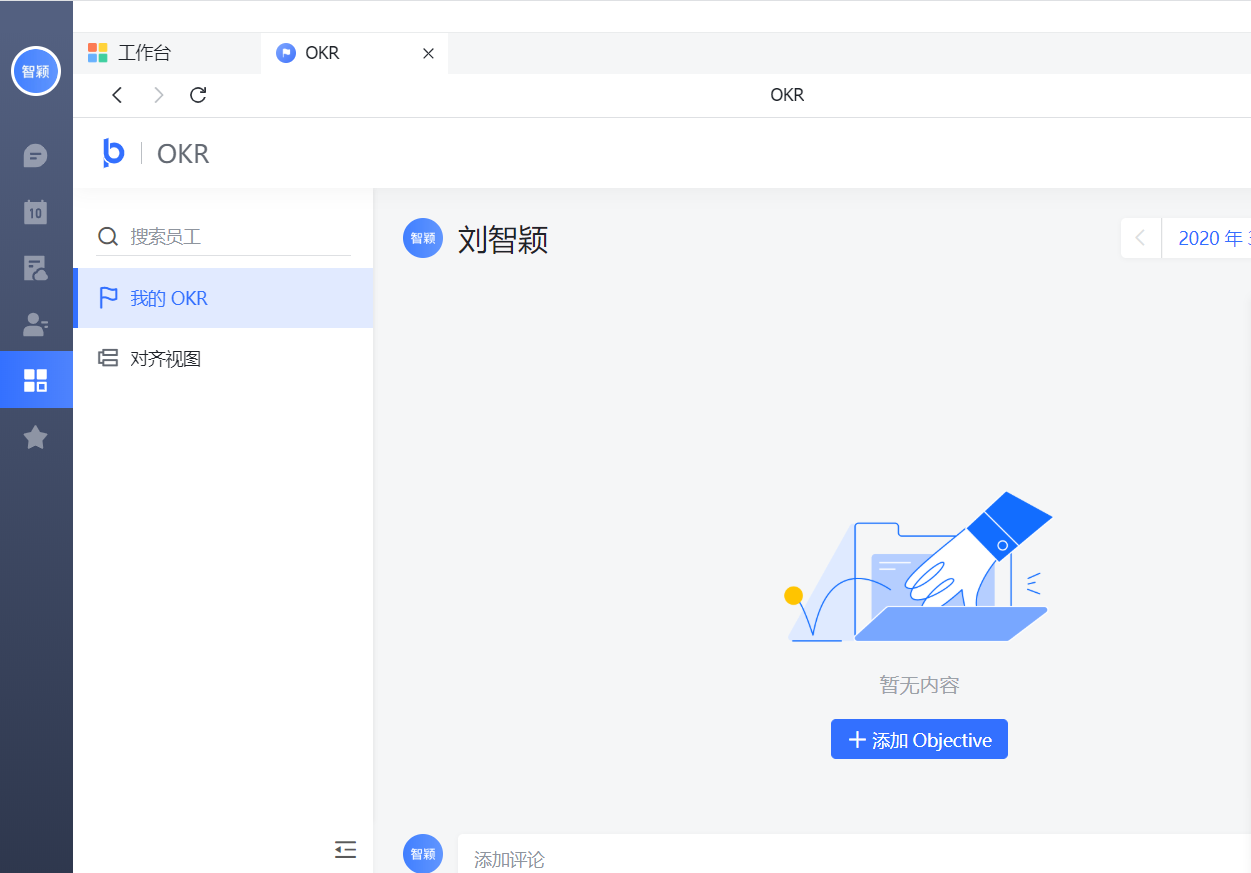 智颖
工作台
OKR
OKR
10
OKR
搜索员工
智颖
刘智颖
2020 年
我的 OKR
对齐视图
暂无内容
添加 Objective
智颖
添加评论